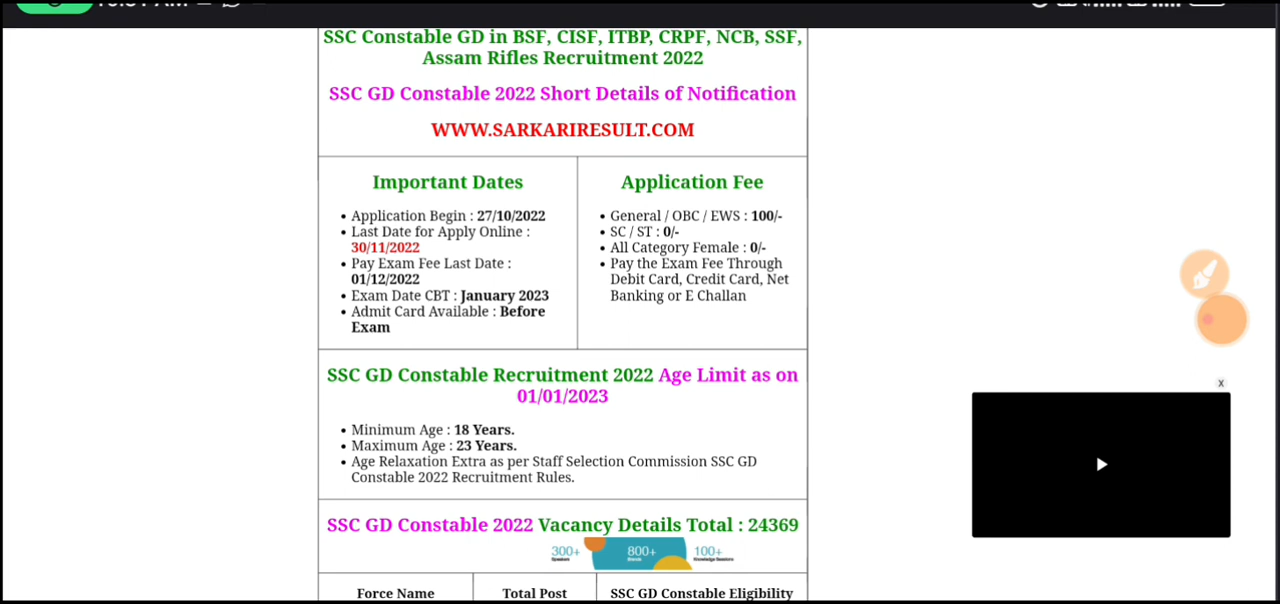 SSC Constable GD in BSF, CISF, ITBP, CRPF, NCB, SSF,
Assam Rifles Recruitment 2022
SSC GD Constable 2022 Short Details of Notification
WWW.SARKARIRESULT.COM
Important Dates
• Application Begin : 27/10/2022
• Last Date for Apply Online :
30/11/2022
• Pay Exam Fee Last Date :
01/12/2022
• Exam Date CBT : January 2023
• Admit Card Available : Before
Exam
Application Fee
• General / OBC / EWS : 100/-
• SC / ST : 0/-
• All Category Female : 0/-
• Pay the Exam Fee Through
Debit Card, Credit Card, Net
Banking or E Challan
SSC GD Constable Recruitment 2022 Age Limit as on
01/01/2023
• Minimum Age : 18 Years.
• Maximum Age : 23 Years.
• Age Relaxation Extra as per Staff Selection Commission SSC GD
Constable 2022 Recruitment Rules.
x
SSC GD Constable 2022 Vacancy Details Total : 24369
300+ 800+ 100+
Speakers Brands Knowledge Sessions
Force Name Total Post SSC GD Constable Eligibility